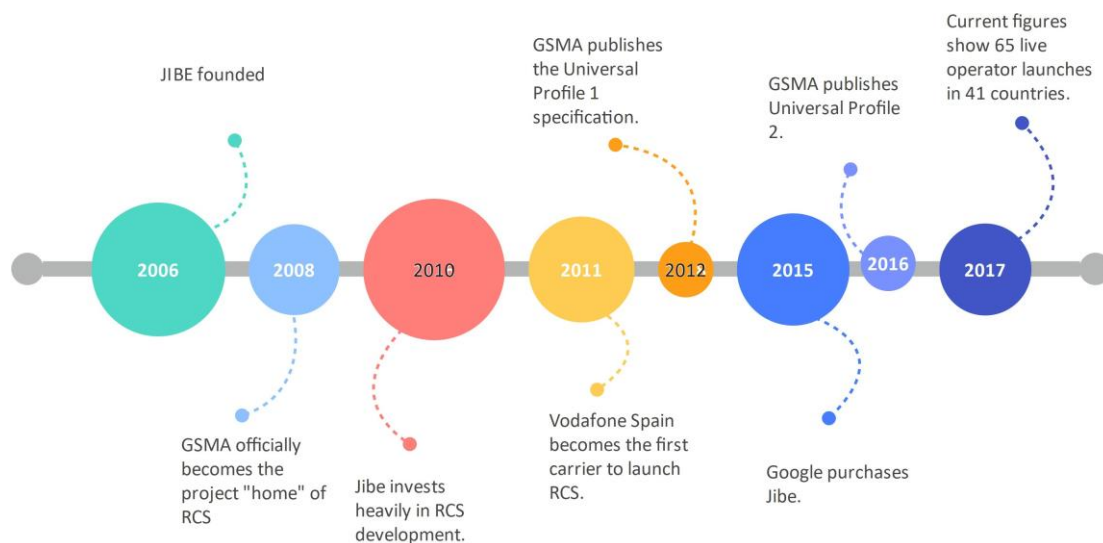 JIBE founded
GSMA publishes
the Universal
Profile 1
specification.
GSMA publishes
Universal Profile
2.
Current figures
show 65 live
operator launches
in 41 countries.
2006
2008
2010
2011
2012
2015
2016
2017
GSMA officially
becomes the
project "home" of
RCS
Jibe invests
heavily in RCS
development.
Vodafone Spain
becomes the first
carrier to launch
RCS.
Google purchases
Jibe.